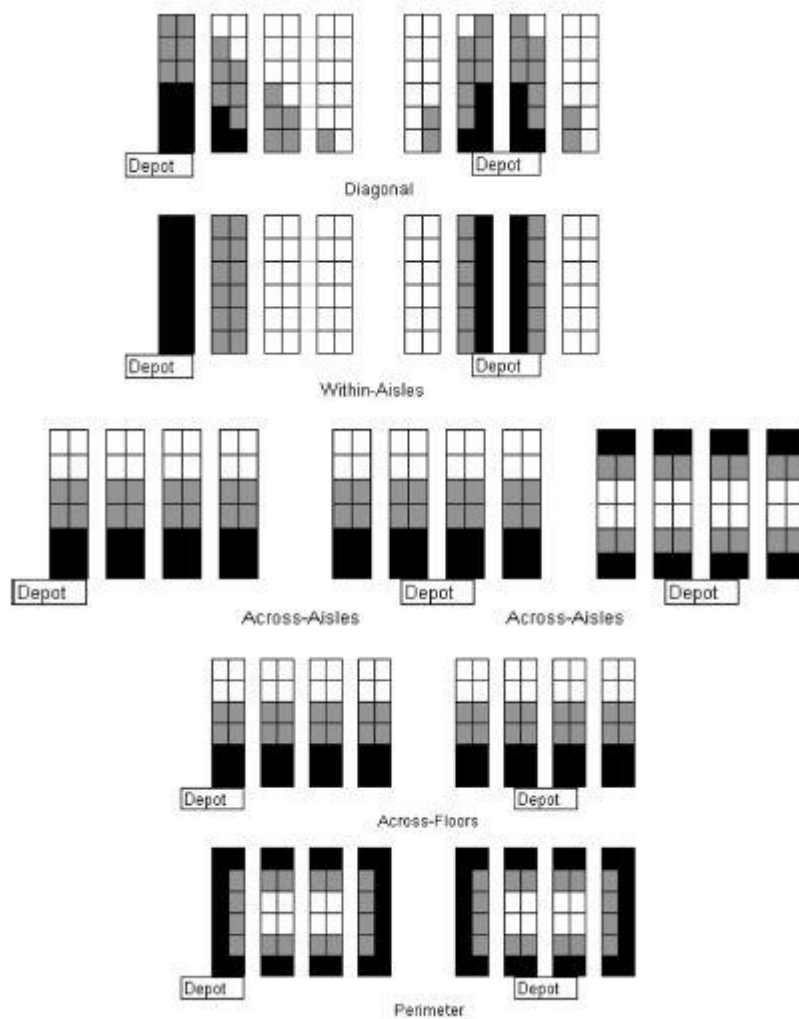 Depot Depot
Diagonal
Depot Depot
Within-Aisles
Depot Depot Depot
Across-Aisles Across-Aisles
Depot Depot
Across-Floors
Depot Depot
Perimeter